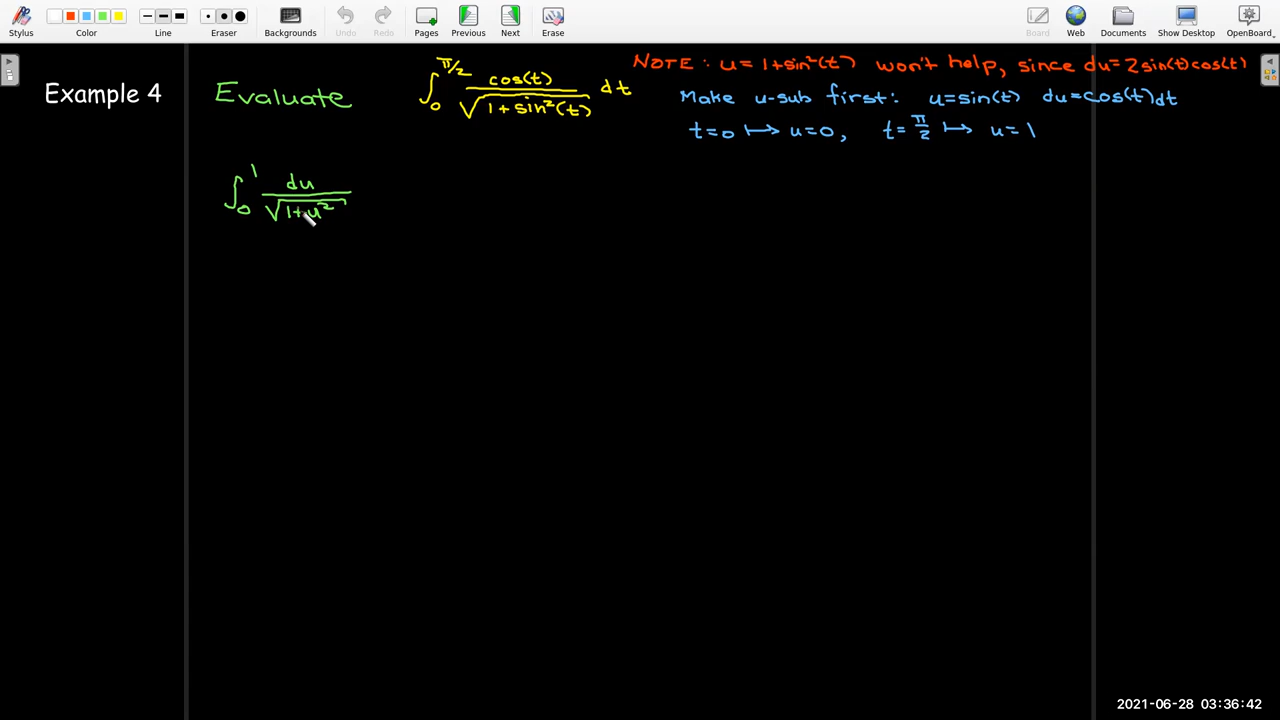 Stylus Color Line Eraser Backgrounds Undo Redo Pages Previous Next Erase Board Web Documents Show Desktop OpenBoard
Example 4
Evaluate ∫₀^(π/2) cos(t)/√(1+sin²(t)) dt
NOTE: u=1+sin²(t) won't help, since du=2sin(t)cos(t)
Make u-sub first: u=sin(t) du=cos(t)dt
t=0 ↦ u=0, t=π/2 ↦ u=1
∫₀¹ du/√(1+u²)
2021-06-28 03:36:42